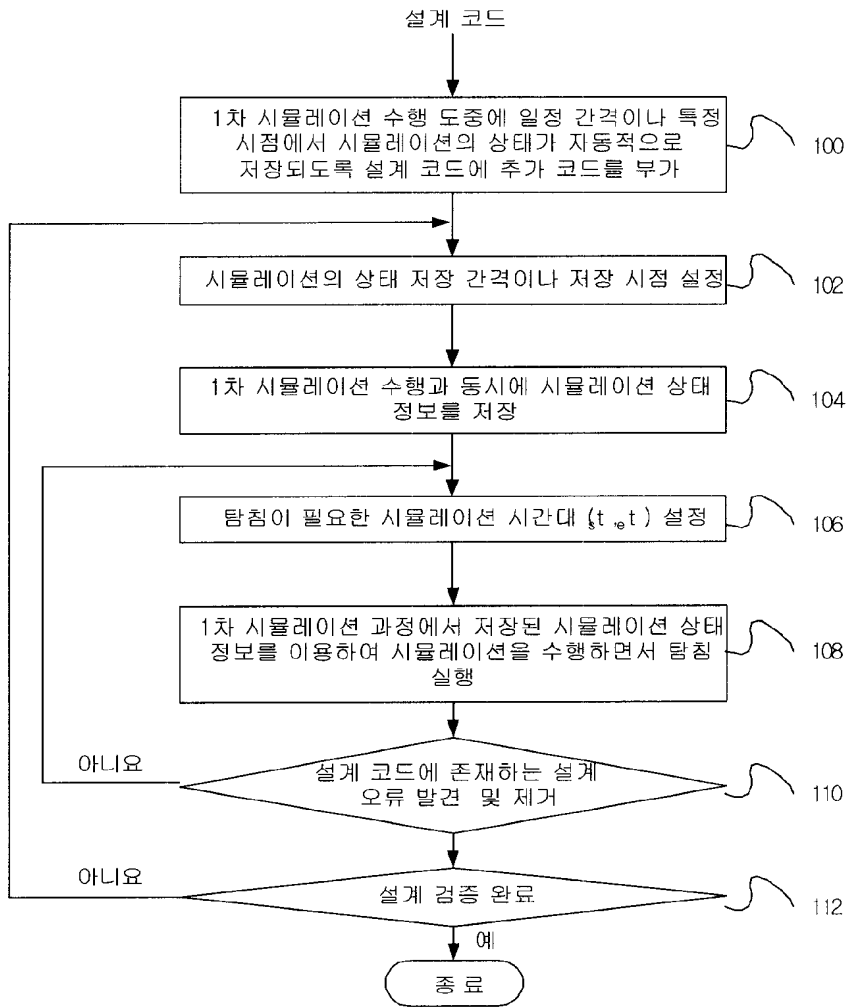 설계 코드
1차 시뮬레이션 수행 도중에 일정 간격이나 특정
시점에서 시뮬레이션의 상태가 자동적으로
저장되도록 설계 코드에 추가 코드를 부가
100
시뮬레이션의 상태 저장 간격이나 저장 시점 설정
102
1차 시뮬레이션 수행과 동시에 시뮬레이션 상태
정보를 저장
104
탐침이 필요한 시뮬레이션 시간대 (st ,et) 설정
106
1차 시뮬레이션 과정에서 저장된 시뮬레이션 상태
정보를 이용하여 시뮬레이션을 수행하면서 탐침
실행
108
아니요
설계 코드에 존재하는 설계
오류 발견 및 제거
110
아니요
설계 검증 완료
112
예
종료